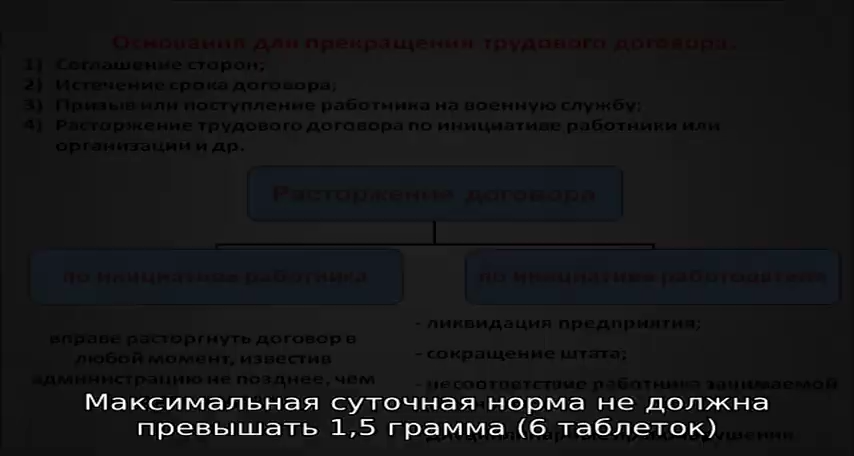 Основания для прекращения трудового договора.
1) Соглашение сторон;
2) Истечение срока договора;
3) Призыв или поступление работника на военную службу;
4) Расторжение трудового договора по инициативе работники или
организации и др.
Расторжение договора
по инициативе работника
по инициативе работодателя
вправе расторгнуть договор в
любой момент, известив
администрацию не позднее, чем
- ликвидация предприятия;
- сокращение штата;
- несоответствие работника занимаемой
Максимальная суточная норма не должна
превышать 1,5 грамма (6 таблеток)